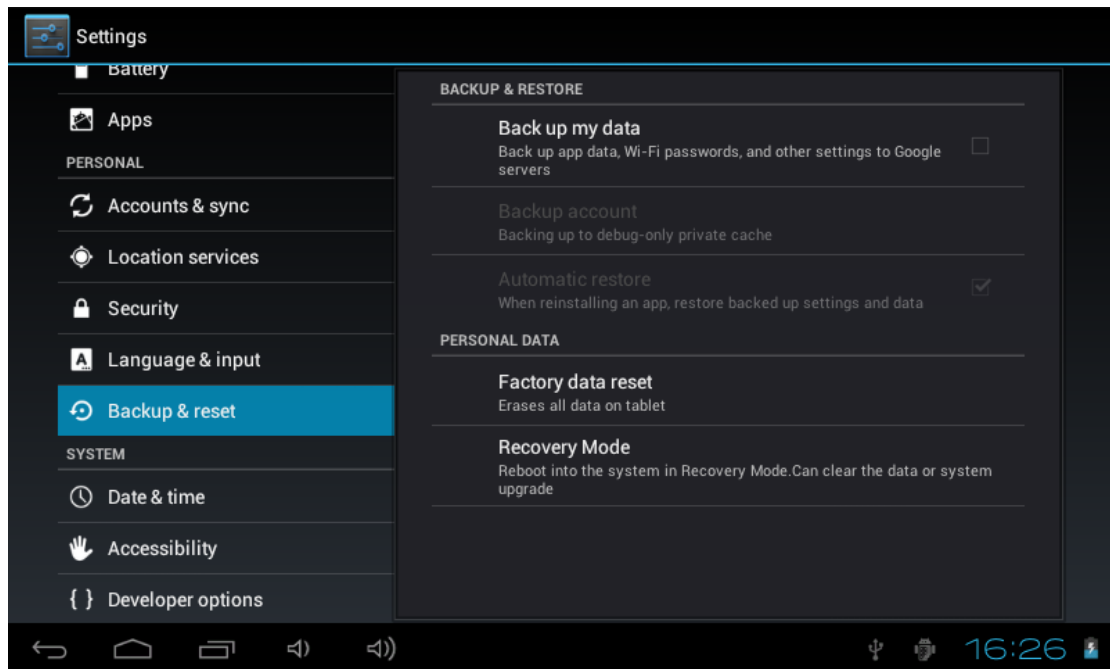 Settings
Battery
Apps
PERSONAL
Accounts & sync
Location services
Security
Language & input
Backup & reset
SYSTEM
Date & time
Accessibility
Developer options
BACKUP & RESTORE
Back up my data
Back up app data, Wi-Fi passwords, and other settings to Google
servers
Backup account
Backing up to debug-only private cache
Automatic restore
When reinstalling an app, restore backed up settings and data
PERSONAL DATA
Factory data reset
Erases all data on tablet
Recovery Mode
Reboot into the system in Recovery Mode.Can clear the data or system
upgrade
16:26